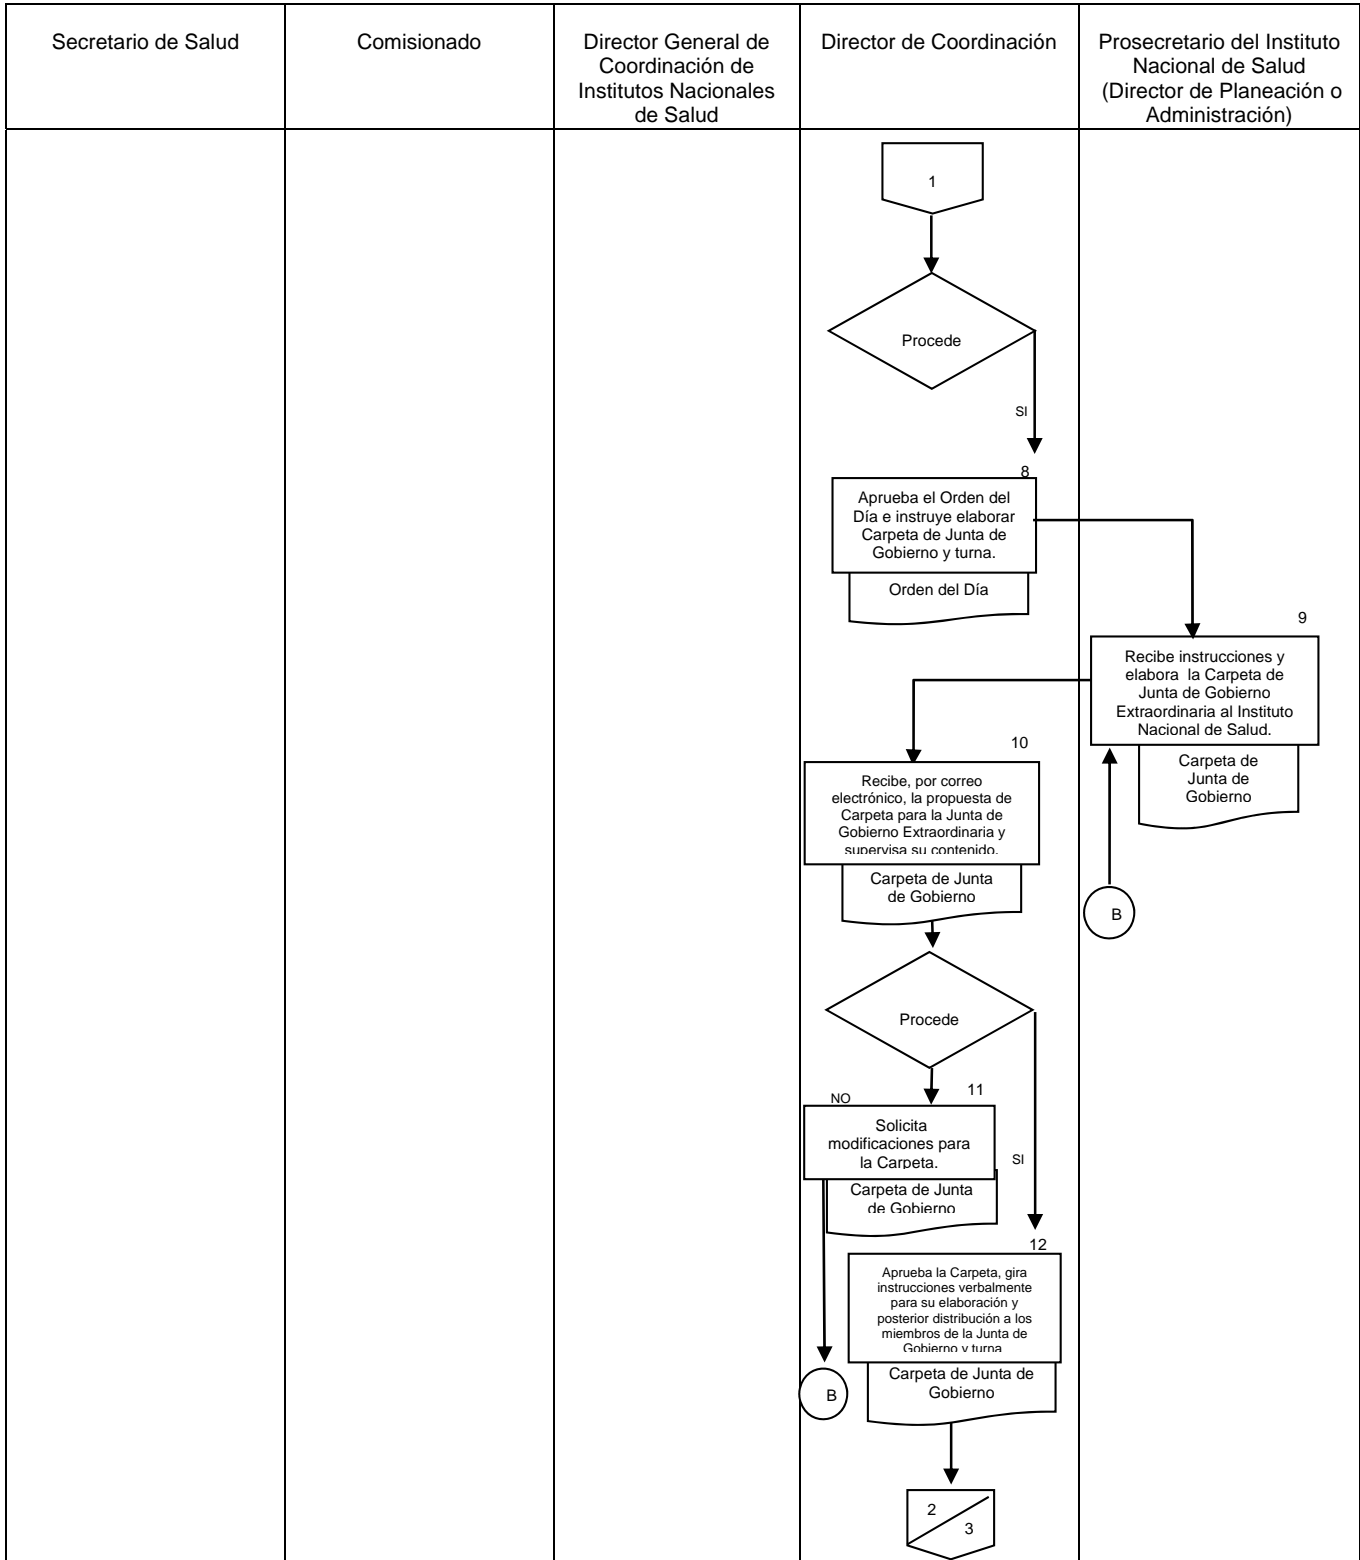 Secretario de Salud
Comisionado
Director General de
Coordinación de
Institutos Nacionales
de Salud
Director de Coordinación
Prosecretario del Instituto
Nacional de Salud
(Director de Planeación o
Administración)
1
Procede
SI
8
Aprueba el Orden del
Día e instruye elaborar
Carpeta de Junta de
Gobierno y turna.
Orden del Día
9
Recibe instrucciones y
elabora la Carpeta de
Junta de Gobierno
Extraordinaria al Instituto
Nacional de Salud.
Carpeta de
Junta de
Gobierno
B
10
Recibe, por correo
electrónico, la propuesta de
Carpeta para la Junta de
Gobierno Extraordinaria y
supervisa su contenido.
Carpeta de Junta
de Gobierno
Procede
NO
11
Solicita
modificaciones para
la Carpeta.
Carpeta de Junta
de Gobierno
SI
B
12
Aprueba la Carpeta, gira
instrucciones verbalmente
para su elaboración y
posterior distribución a los
miembros de la Junta de
Gobierno y turna
Carpeta de Junta de
Gobierno
2
3